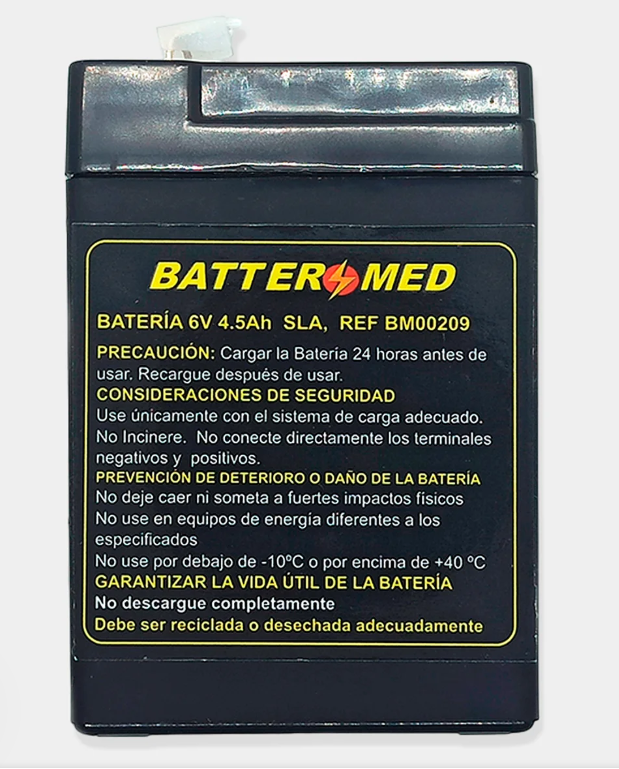 BATTERMED
BATERÍA 6V 4.5Ah SLA, REF BM00209
PRECAUCIÓN: Cargar la Batería 24 horas antes de
usar. Recargue después de usar.
CONSIDERACIONES DE SEGURIDAD
Use únicamente con el sistema de carga adecuado.
No Incinere. No conecte directamente los terminales
negativos y positivos.
PREVENCIÓN DE DETERIORO O DAÑO DE LA BATERÍA
No deje caer ni someta a fuertes impactos físicos
No use en equipos de energía diferentes a los
especificados
No use por debajo de -10ºC o por encima de +40 ºC
GARANTIZAR LA VIDA ÚTIL DE LA BATERÍA
No descargue completamente
Debe ser reciclada o desechada adecuadamente